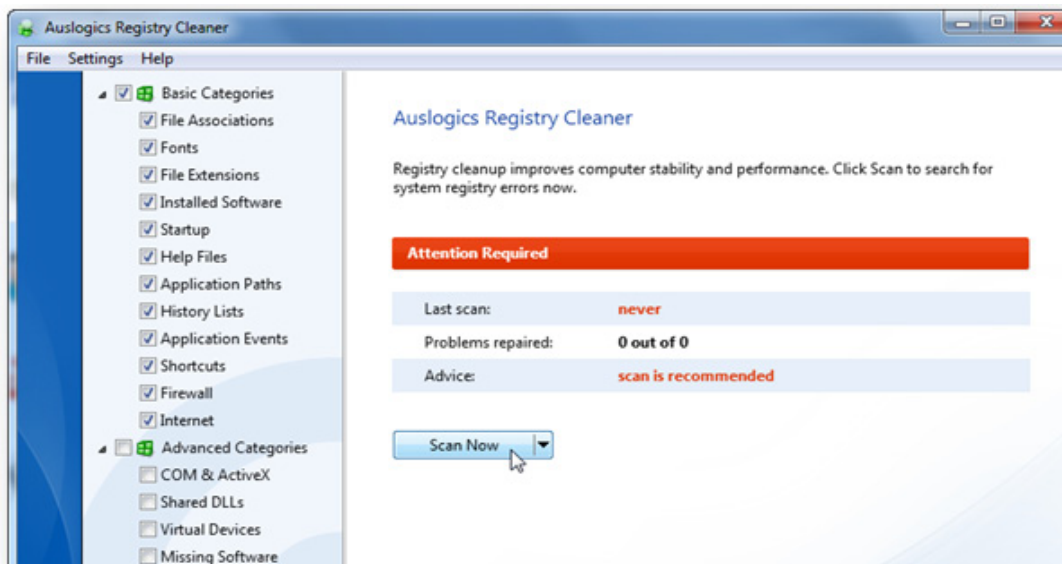 Auslogics Registry Cleaner
File Settings Help
Basic Categories
File Associations
Fonts
File Extensions
Installed Software
Startup
Help Files
Application Paths
History Lists
Application Events
Shortcuts
Firewall
Internet
Advanced Categories
COM & ActiveX
Shared DLLs
Virtual Devices
Missing Software
Auslogics Registry Cleaner
Registry cleanup improves computer stability and performance. Click Scan to search for
system registry errors now.
Attention Required
Last scan: never
Problems repaired: 0 out of 0
Advice: scan is recommended
Scan Now